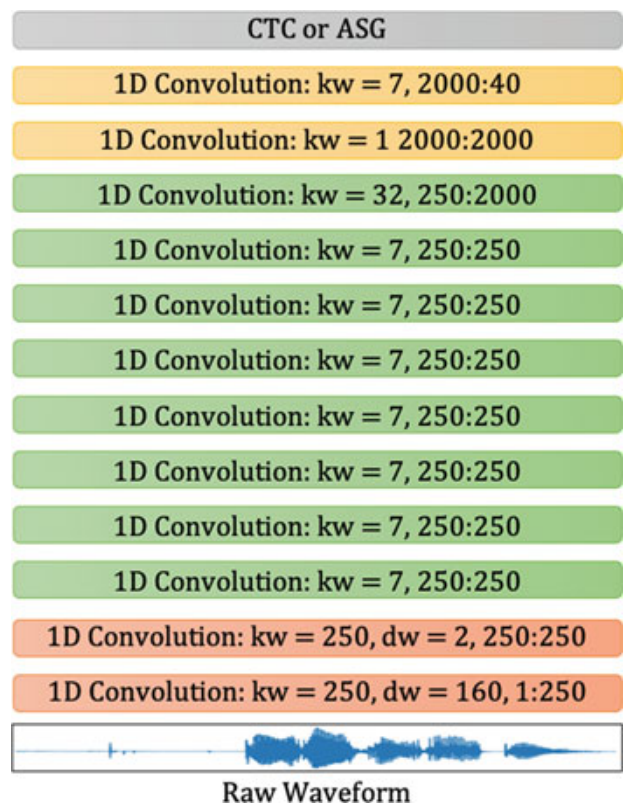 CTC or ASG
1D Convolution: kw = 7, 2000:40
1D Convolution: kw = 1 2000:2000
1D Convolution: kw = 32, 250:2000
1D Convolution: kw = 7, 250:250
1D Convolution: kw = 7, 250:250
1D Convolution: kw = 7, 250:250
1D Convolution: kw = 7, 250:250
1D Convolution: kw = 7, 250:250
1D Convolution: kw = 7, 250:250
1D Convolution: kw = 7, 250:250
1D Convolution: kw = 250, dw = 2, 250:250
1D Convolution: kw = 250, dw = 160, 1:250
Raw Waveform